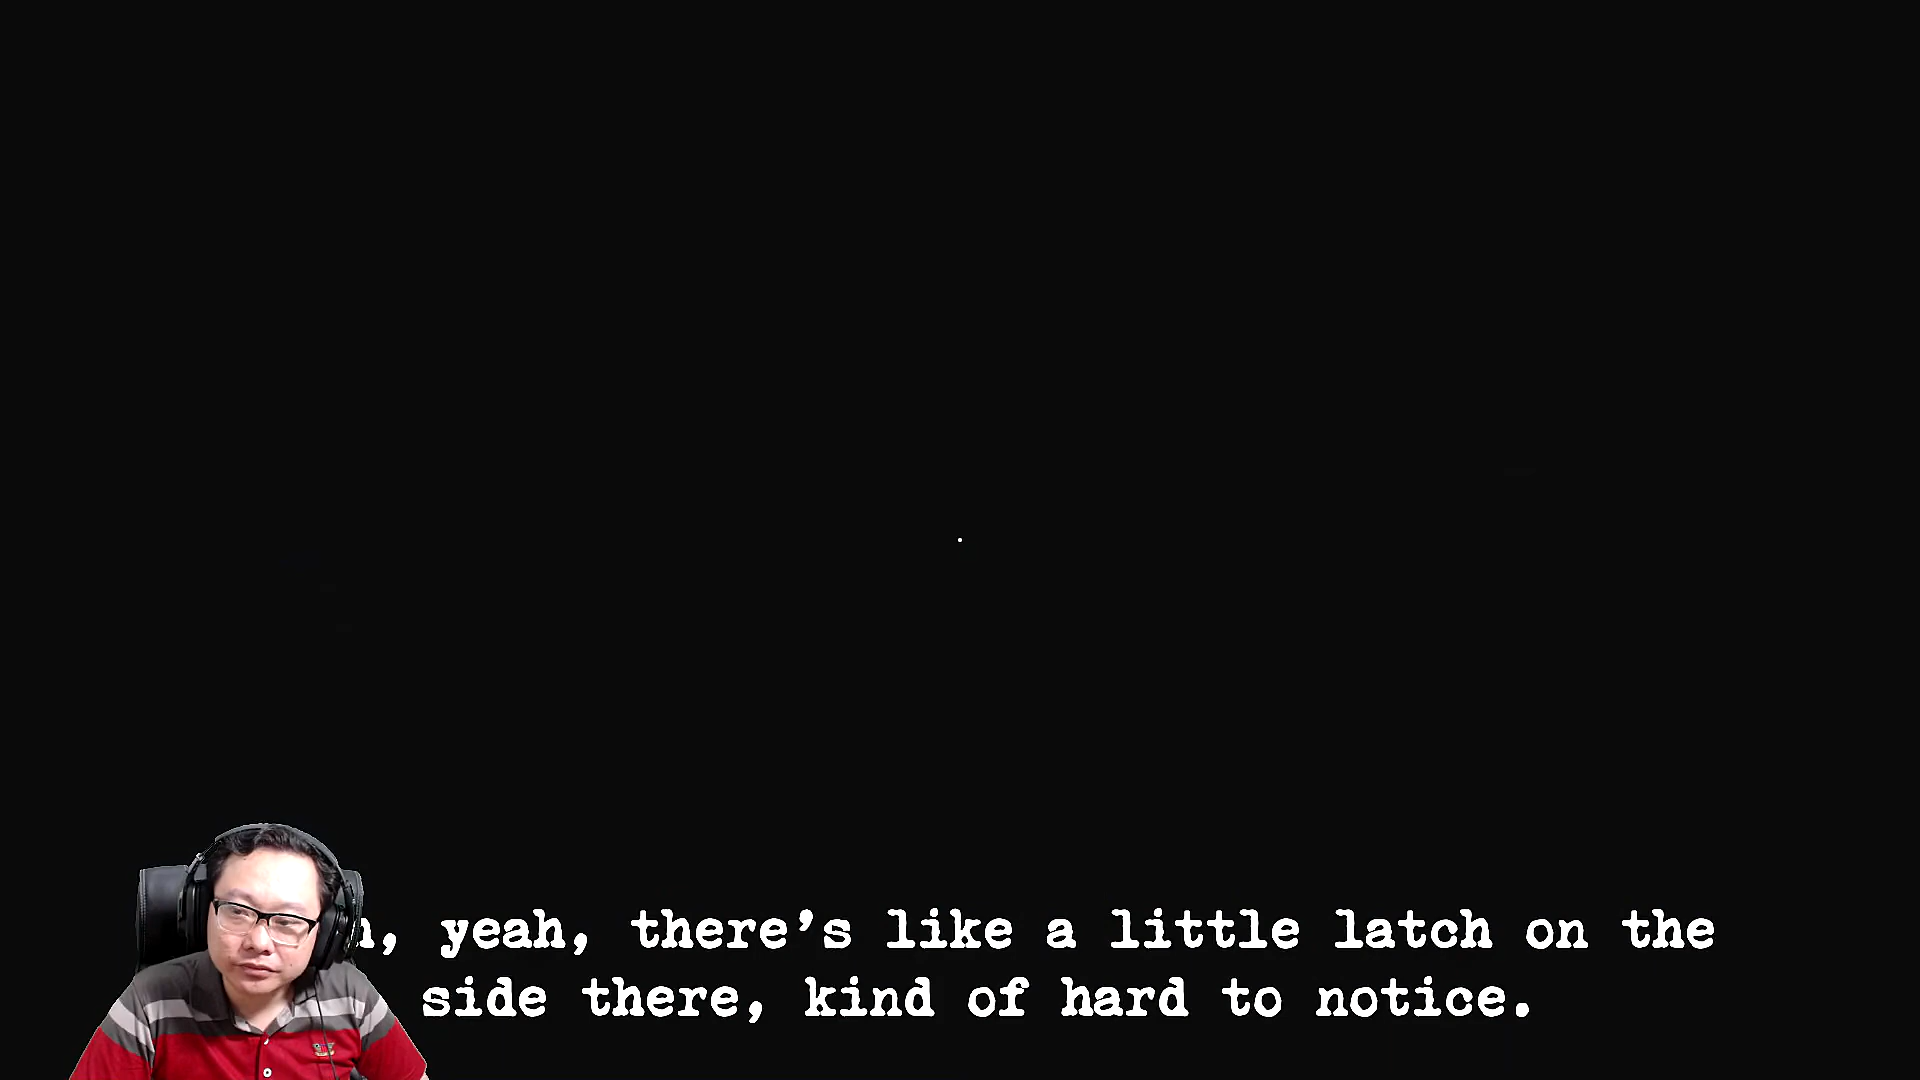 , yeah, there’s like a little latch on the
side there, kind of hard to notice.